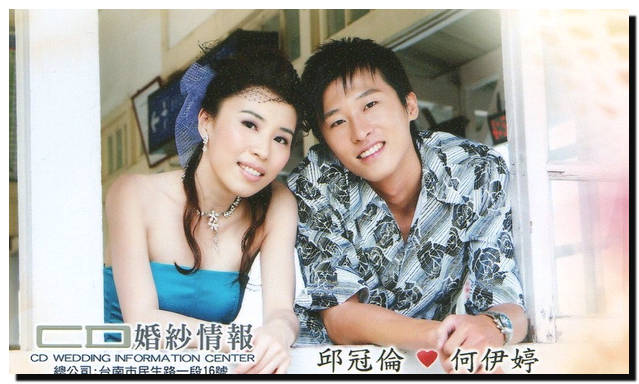 CD 婚紗情報
CD WEDDING INFORMATION CENTER
總公司:台南市民生路一段16號
邱冠倫 ♥ 何伊婷